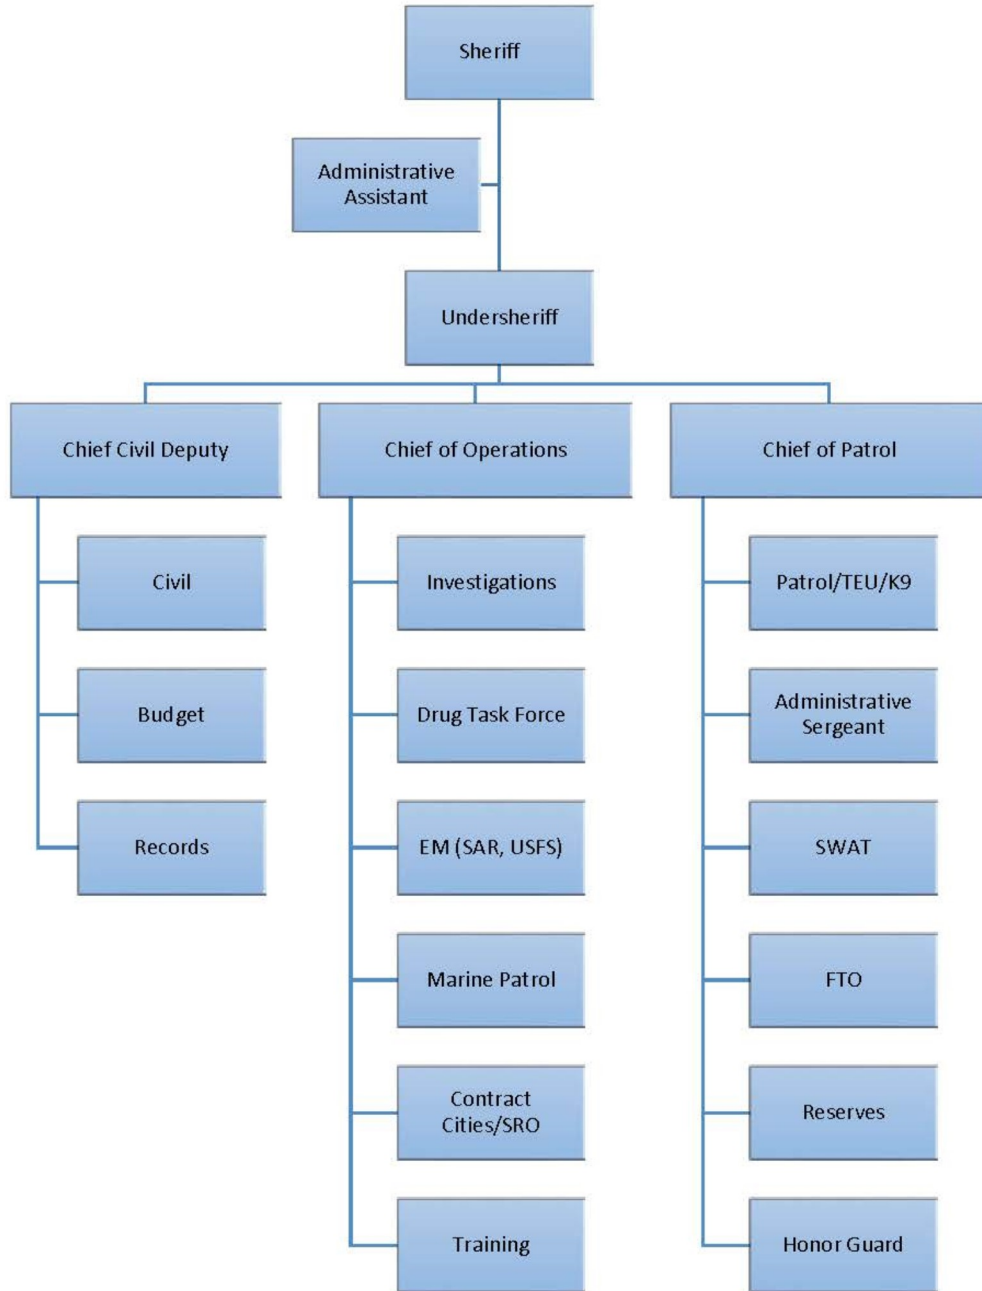 Sheriff
Administrative
Assistant
Undersheriff
Chief Civil Deputy
Chief of Operations
Chief of Patrol
Civil
Budget
Records
Investigations
Drug Task Force
EM (SAR, USFS)
Marine Patrol
Contract
Cities/SRO
Training
Patrol/TEU/K9
Administrative
Sergeant
SWAT
FTO
Reserves
Honor Guard